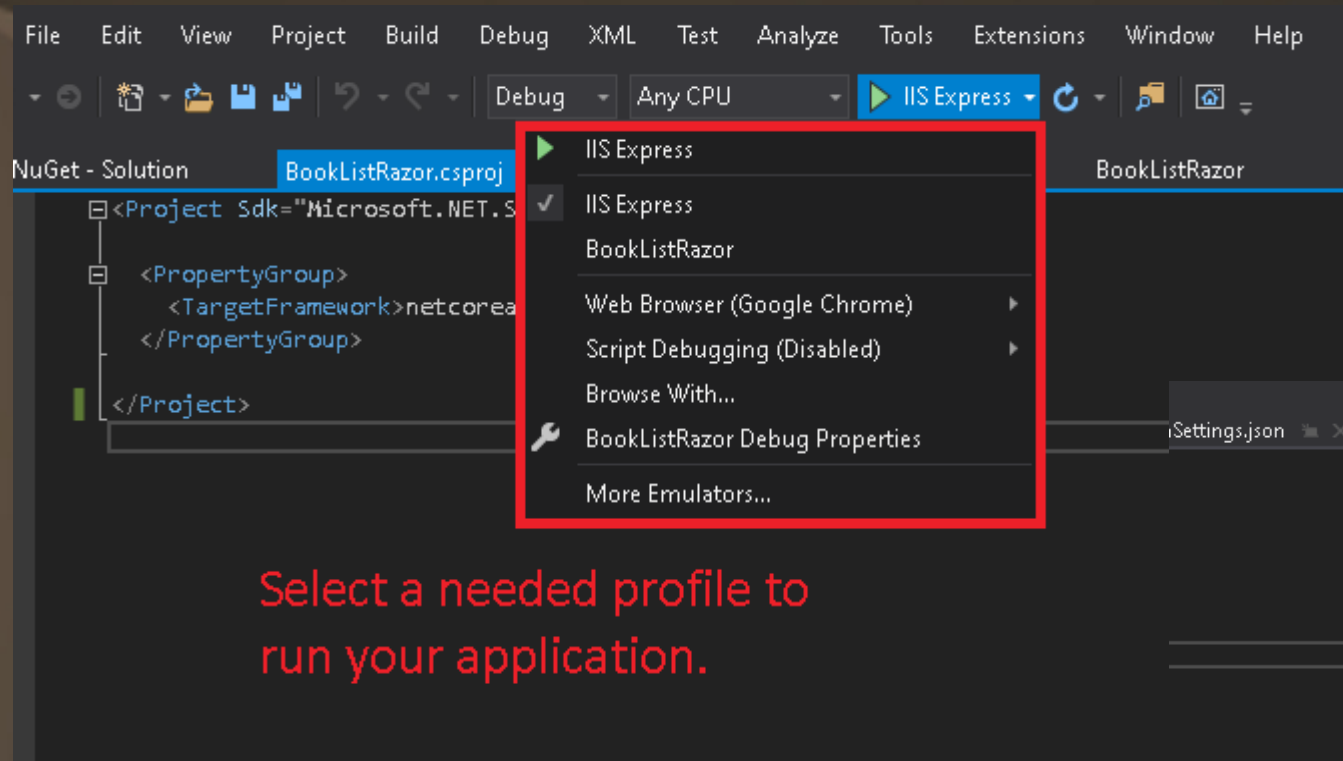 File Edit View Project Build Debug XML Test Analyze Tools Extensions Window Help
Debug Any CPU IIS Express
NuGet - Solution BookListRazor.csproj BookListRazor
IIS Express
<Project Sdk="Microsoft.NET.S
IIS Express
BookListRazor
<PropertyGroup>
Web Browser (Google Chrome)
<TargetFramework>netcorea
</PropertyGroup>
Script Debugging (Disabled)
Browse With...
</Project>
BookListRazor Debug Properties
Settings.json
More Emulators...
Select a needed profile to
run your application.